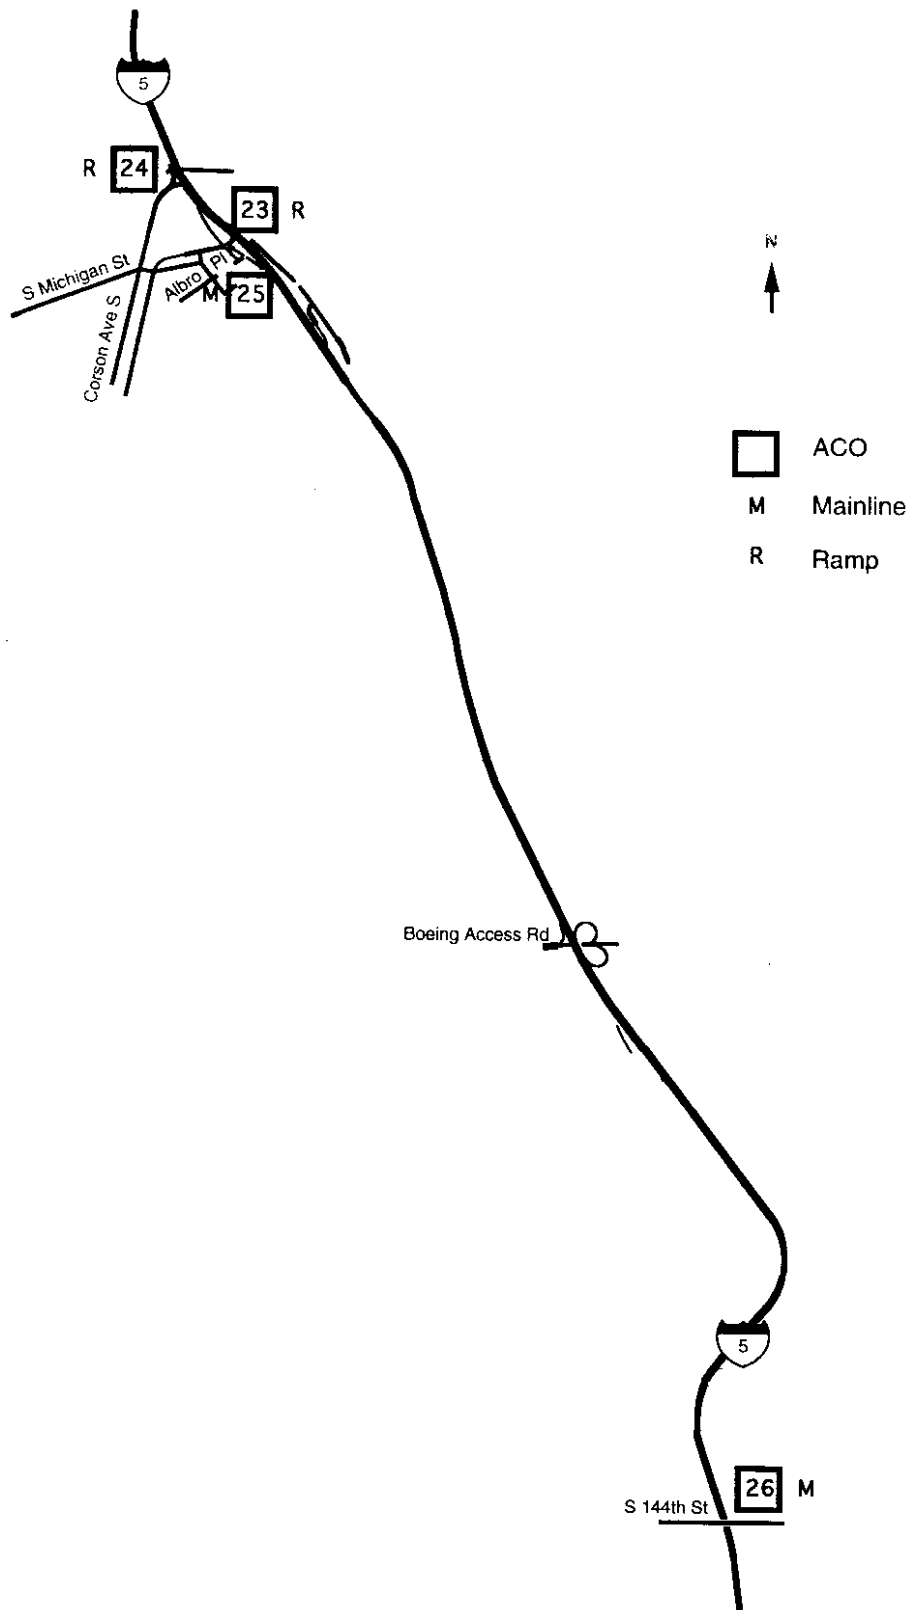 5
R 24
23 R
N
S Michigan St
Albro Pl
M 25
Corson Ave S
ACO
M Mainline
R Ramp
Boeing Access Rd
5
26 M
S 144th St